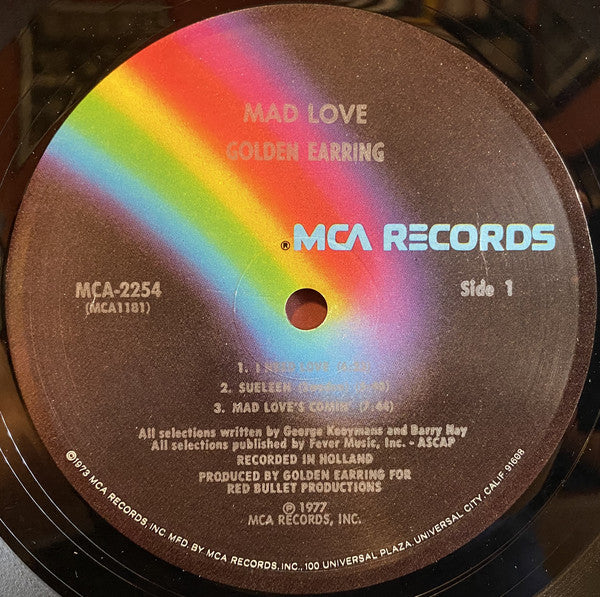 MAD LOVE
GOLDEN EARRING
®MCA RECORDS
MCA-2254
(MCA1181)
Side 1
1. I NEED LOVE
2. SUELEEN
3. MAD LOVE'S COMIN' (7:44)
All selections written by George Kooymans and Barry Hay
All selections published by Fever Music, Inc. - ASCAP
RECORDED IN HOLLAND
PRODUCED BY GOLDEN EARRING FOR
RED BULLET PRODUCTIONS
℗ 1977
MCA RECORDS, INC.
©1973 MCA RECORDS, INC. MFD. BY MCA RECORDS, INC., 100 UNIVERSAL PLAZA, UNIVERSAL CITY, CALIF. 91608